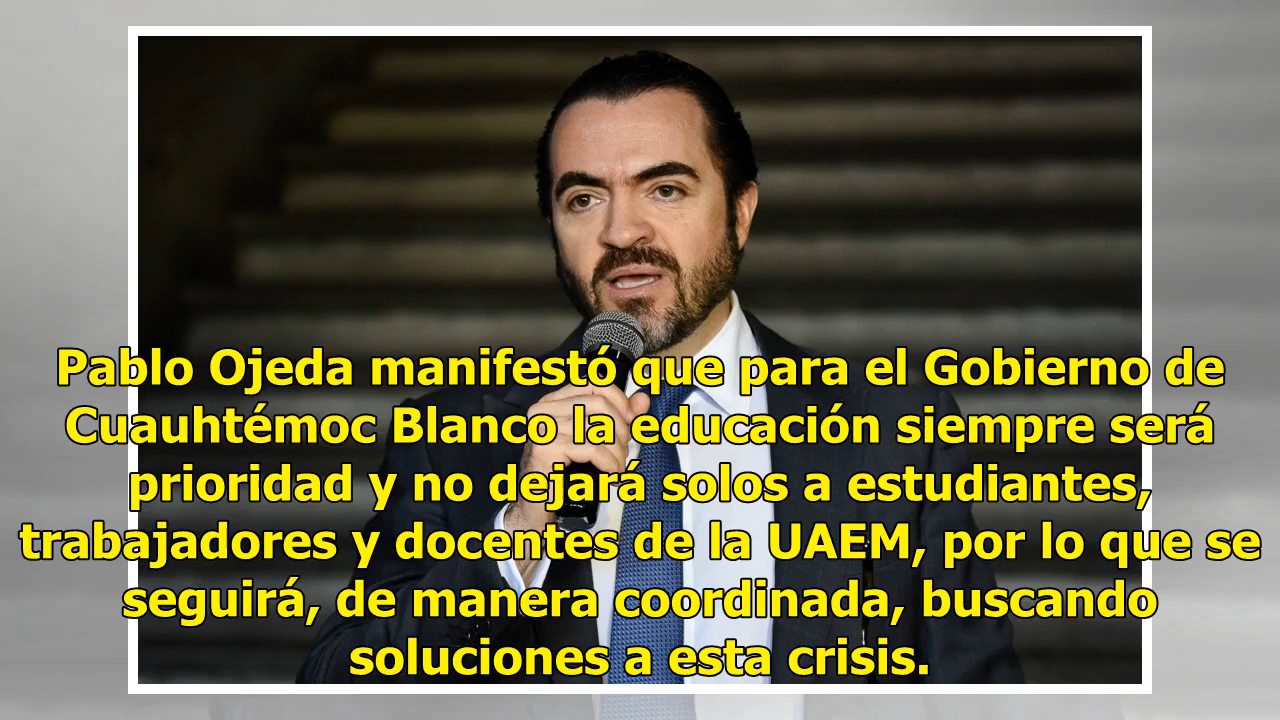 Pablo Ojeda manifestó que para el Gobierno de
Cuauhtémoc Blanco la educación siempre será
prioridad y no dejará solos a estudiantes,
trabajadores y docentes de la UAEM, por lo que se
seguirá, de manera coordinada, buscando
soluciones a esta crisis.